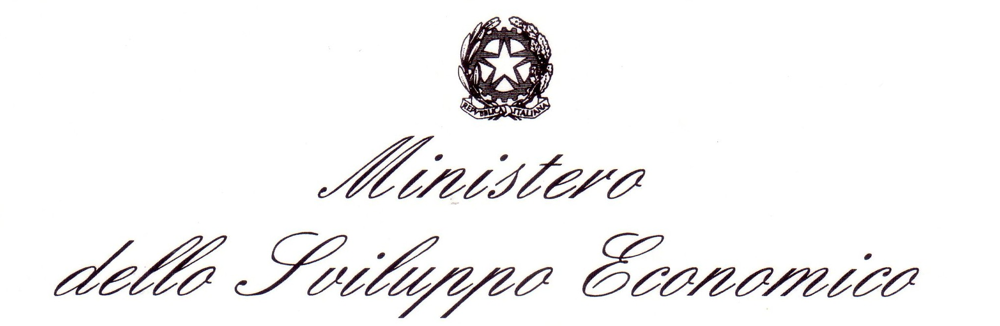 REPVBBLICA ITALIANA
Ministero
dello Sviluppo Economico